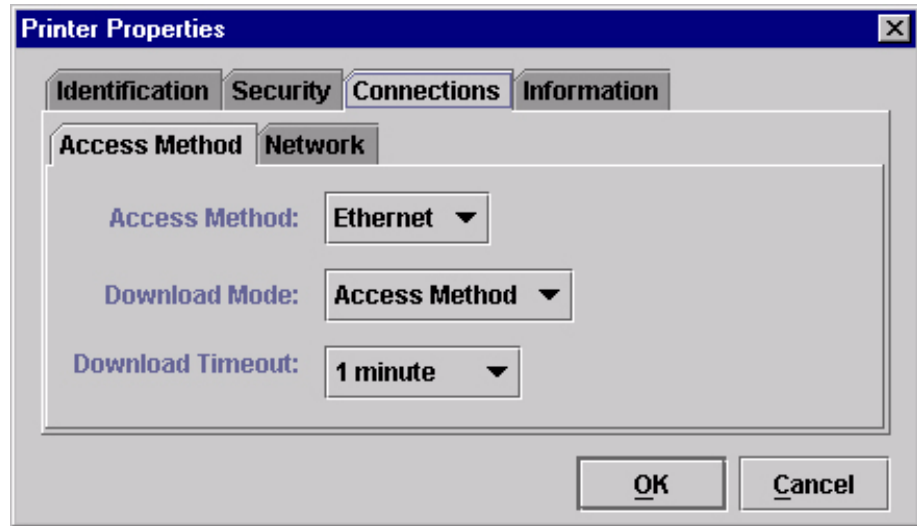 Printer Properties
Identification Security Connections Information
Access Method Network
Access Method: Ethernet
Download Mode: Access Method
Download Timeout: 1 minute
OK Cancel